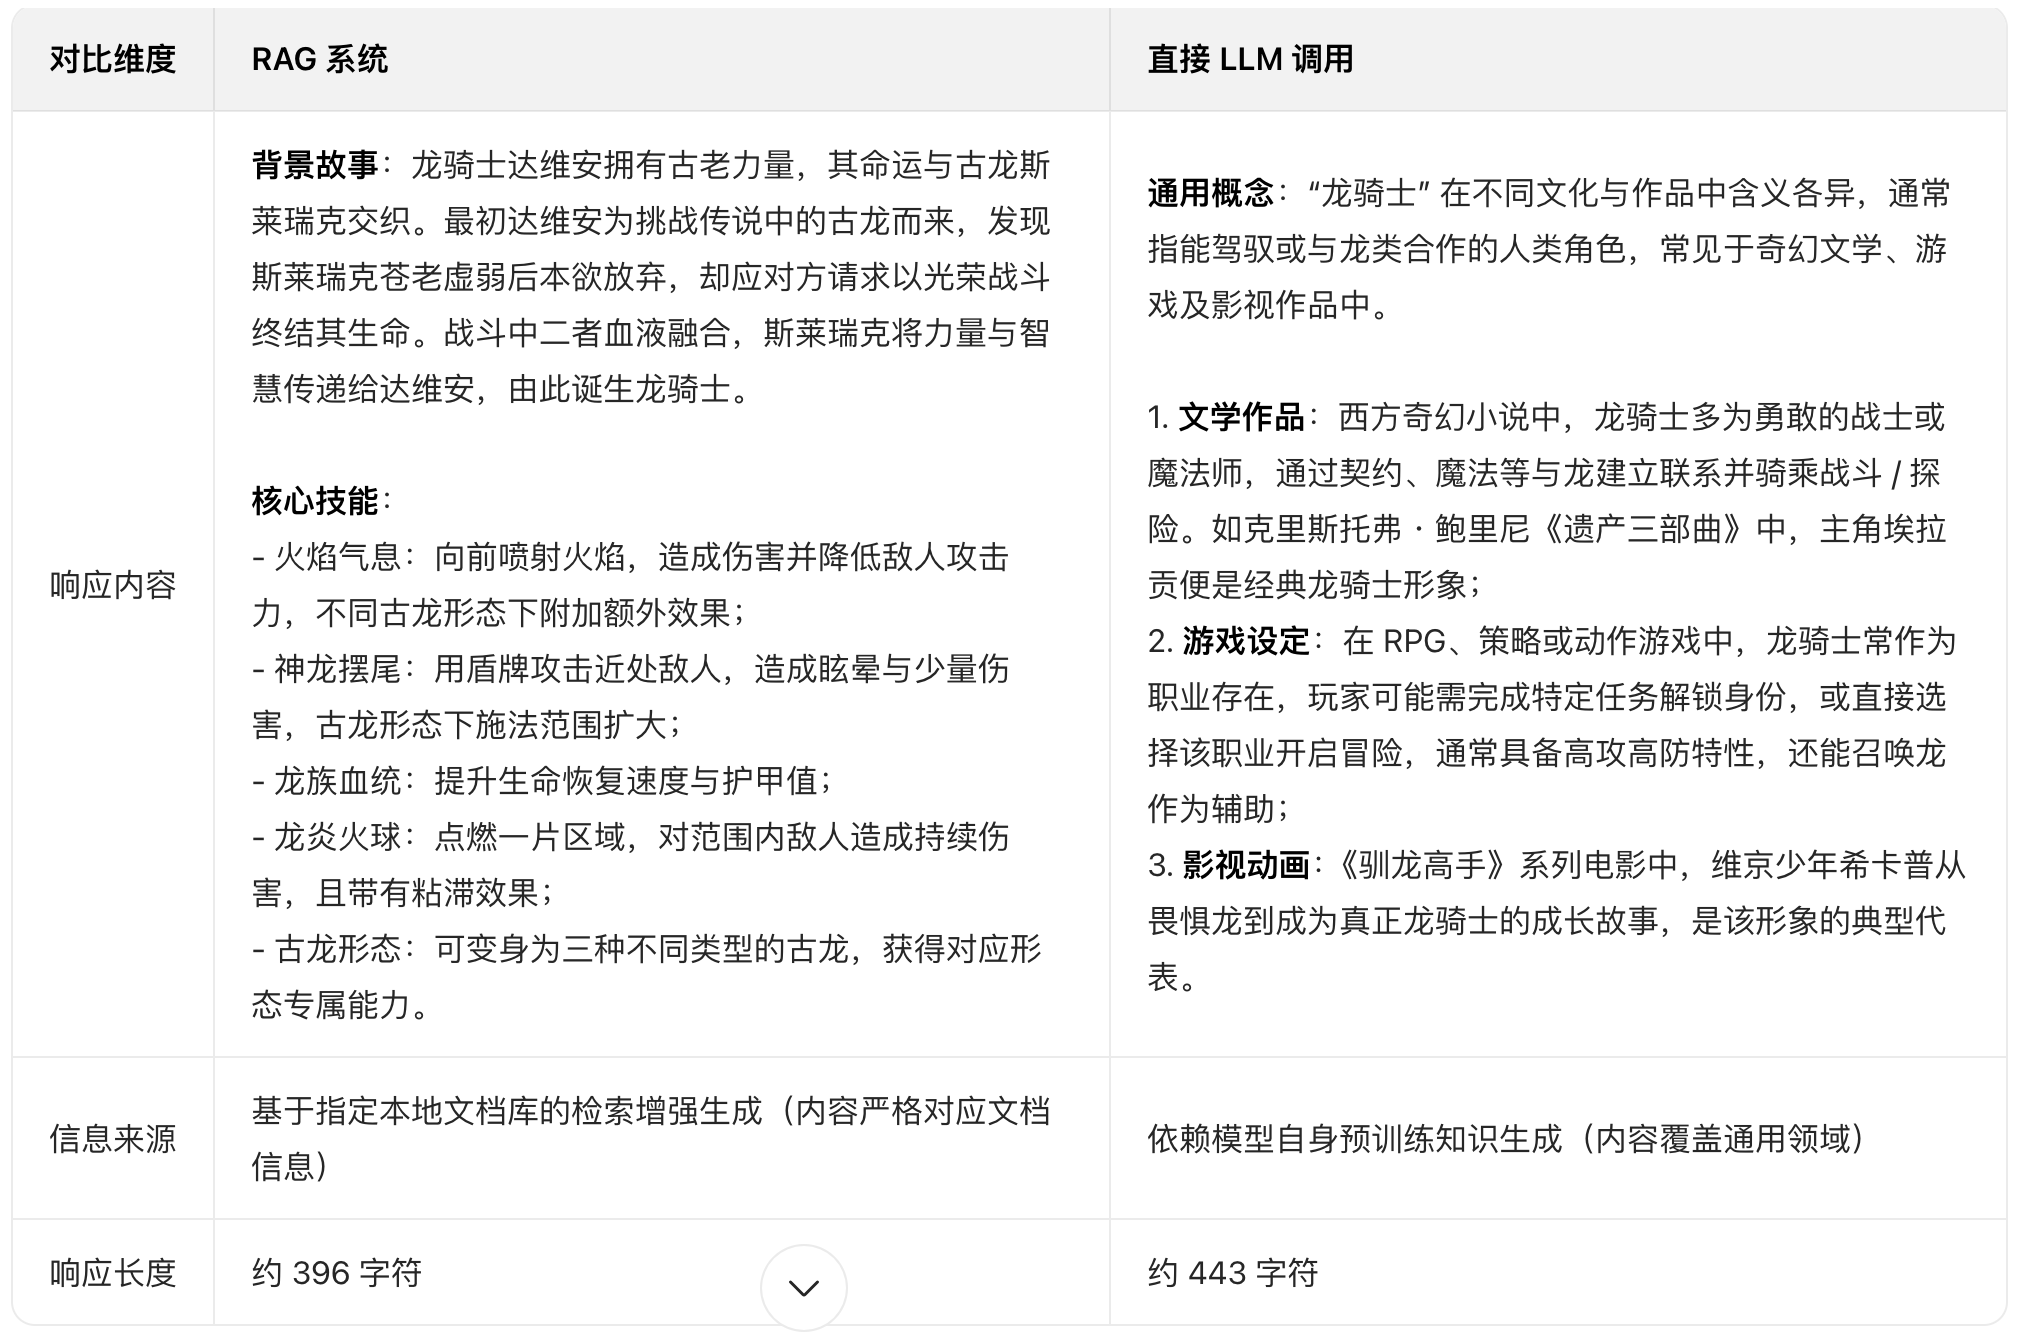 对比维度
RAG 系统
直接 LLM 调用
响应内容
背景故事：龙骑士达维安拥有古老力量，其命运与古龙斯
莱瑞克交织。最初达维安为挑战传说中的古龙而来，发现
斯莱瑞克苍老虚弱后本欲放弃，却应对方请求以光荣战斗
终结其生命。战斗中二者血液融合，斯莱瑞克将力量与智
慧传递给达维安，由此诞生龙骑士。
核心技能：
- 火焰气息：向前喷射火焰，造成伤害并降低敌人攻击
力，不同古龙形态下附加额外效果；
- 神龙摆尾：用盾牌攻击近处敌人，造成眩晕与少量伤
害，古龙形态下施法范围扩大；
- 龙族血统：提升生命恢复速度与护甲值；
- 龙炎火球：点燃一片区域，对范围内敌人造成持续伤
害，且带有粘滞效果；
- 古龙形态：可变身为三种不同类型的古龙，获得对应形
态专属能力。
通用概念：“龙骑士” 在不同文化与作品中含义各异，通常
指能驾驭或与龙类合作的人类角色，常见于奇幻文学、游
戏及影视作品中。
1. 文学作品：西方奇幻小说中，龙骑士多为勇敢的战士或
魔法师，通过契约、魔法等与龙建立联系并骑乘战斗 / 探
险。如克里斯托弗・鲍里尼《遗产三部曲》中，主角埃拉
贡便是经典龙骑士形象；
2. 游戏设定：在 RPG、策略或动作游戏中，龙骑士常作为
职业存在，玩家可能需完成特定任务解锁身份，或直接选
择该职业开启冒险，通常具备高攻高防特性，还能召唤龙
作为辅助；
3. 影视动画：《驯龙高手》系列电影中，维京少年希卡普从
畏惧龙到成为真正龙骑士的成长故事，是该形象的典型代
表。
信息来源
基于指定本地文档库的检索增强生成（内容严格对应文档
信息）
依赖模型自身预训练知识生成（内容覆盖通用领域）
响应长度
约 396 字符
约 443 字符